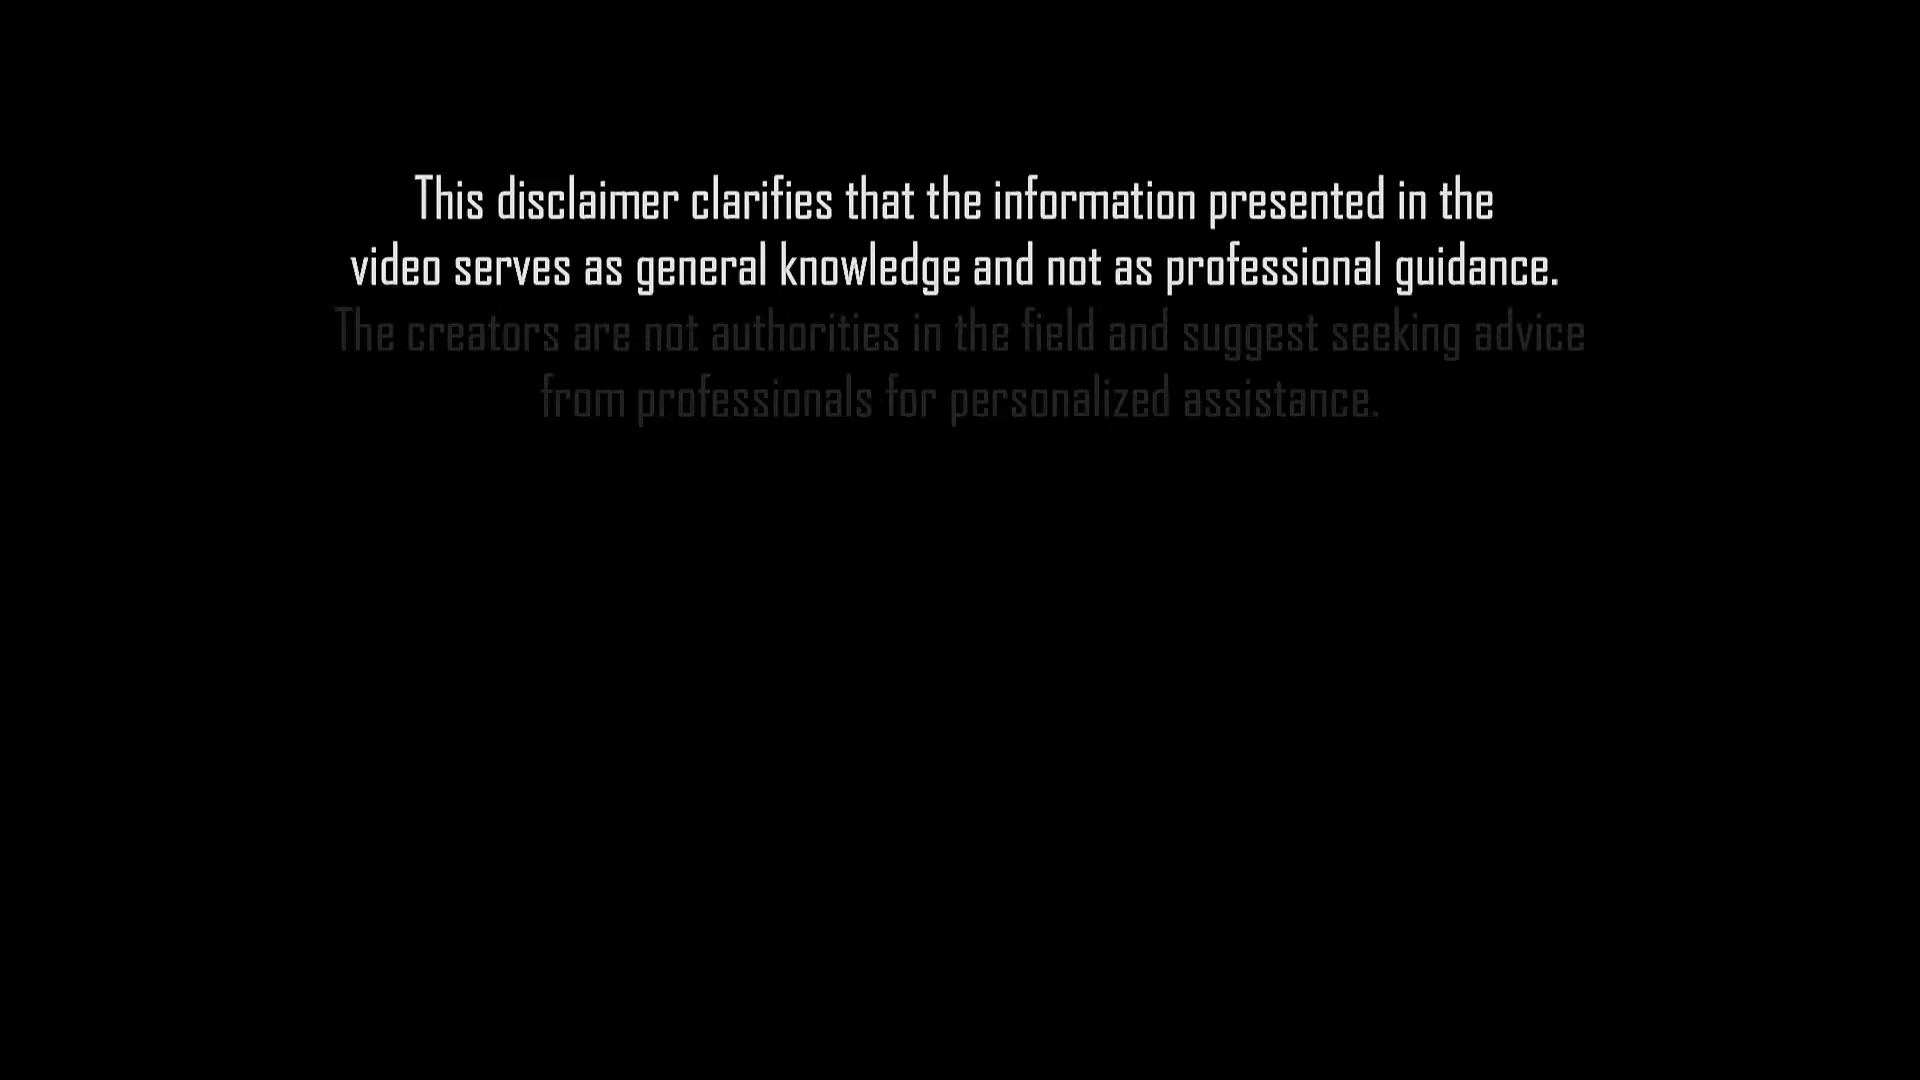 This disclaimer clarifies that the information presented in the
video serves as general knowledge and not as professional guidance.
The creators are not authorities in the field and suggest seeking advice
from professionals for personalized assistance.